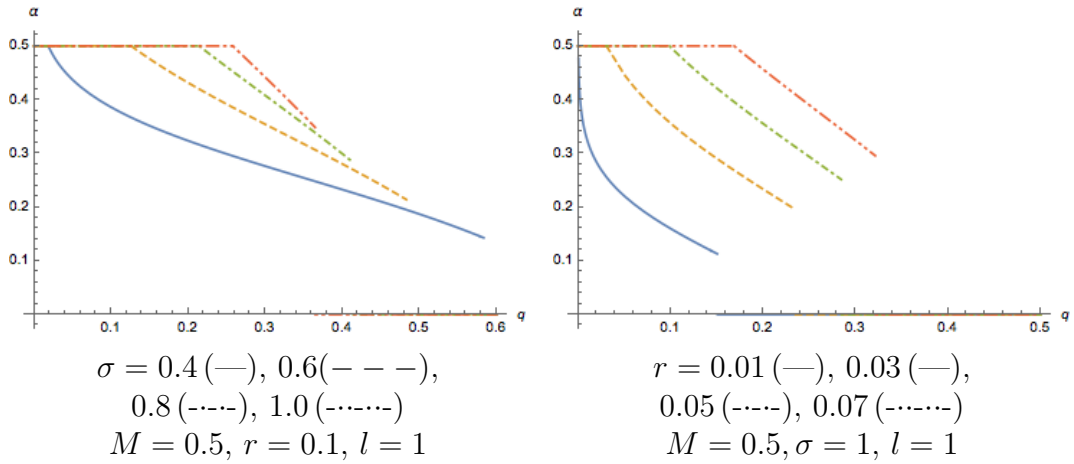 α
0.5
0.4
0.3
0.2
0.1
0.1 0.2 0.3 0.4 0.5 0.6 q
σ = 0.4 (—), 0.6(− − −),
0.8 (-·-·-), 1.0 (-··-··-)
M = 0.5, r = 0.1, l = 1
α
0.5
0.4
0.3
0.2
0.1
0.1 0.2 0.3 0.4 0.5 q
r = 0.01 (—), 0.03 (—),
0.05 (-·-·-), 0.07 (-··-··-)
M = 0.5, σ = 1, l = 1